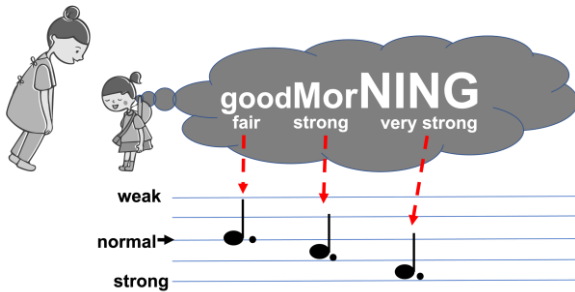 goodMorNING
fair strong very strong
weak
normal
strong